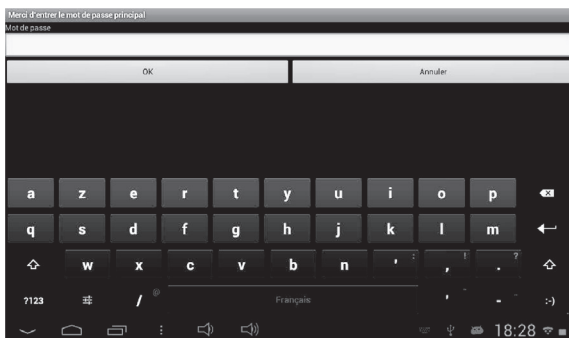 Merci d'entrer le mot de passe principal
Mot de passe
OK Annuler
a z e r t y u i o p
q s d f g h j k l m
w x c v b n ' : , ! . ?
?123 / @ Français ' - :-)
18:28